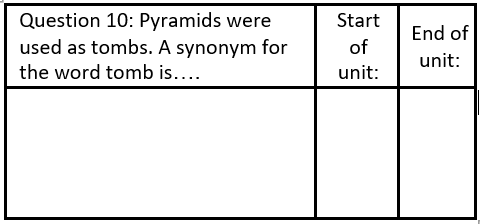 Question 10: Pyramids were
used as tombs. A synonym for
the word tomb is….
Start
of
unit:
End of
unit: